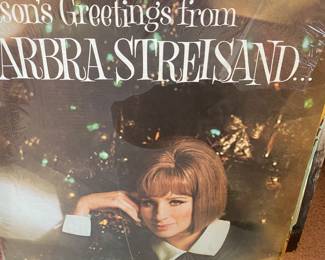 son's Greetings from
ARBRA STREISAND...